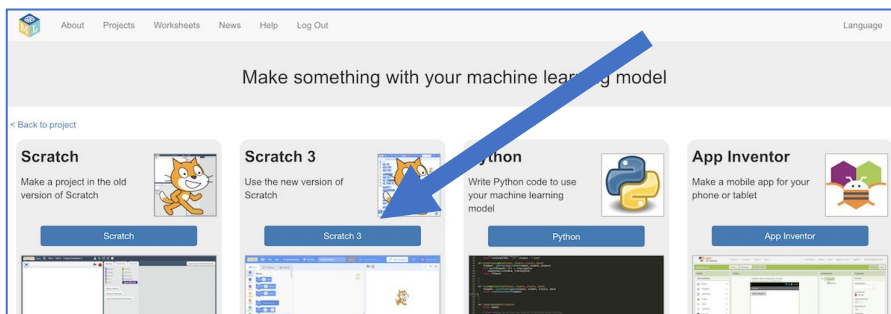 About Projects Worksheets News Help Log Out Language
Make something with your machine learning model
< Back to project
Scratch
Make a project in the old
version of Scratch
Scratch
Scratch 3
Use the new version of
Scratch
Scratch 3
Write Python code to use
your machine learning
model
Python
App Inventor
Make a mobile app for your
phone or tablet
App Inventor